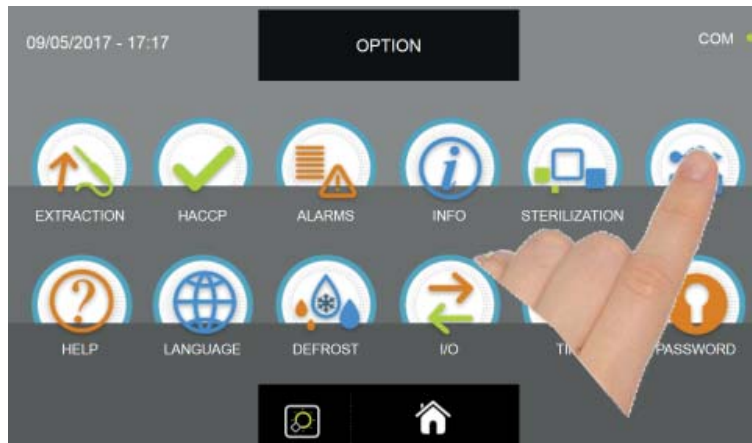 09/05/2017 - 17:17
OPTION
COM
EXTRACTION
HACCP
ALARMS
INFO
STERILIZATION
HELP
LANGUAGE
DEFROST
I/O
PASSWORD